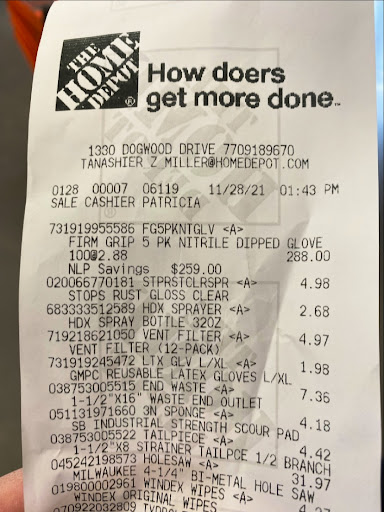 THE
HOME
DEPOT®
How doers
get more done™
1330 DOGWOOD DRIVE 7709189670
TANASHIER_Z_MILLER@HOMEDEPOT.COM
0128 00007 06119 11/28/21 01:43 PM
SALE CASHIER PATRICIA
731919955586 FG5PKNTGLV <A>
FIRM GRIP 5 PK NITRILE DIPPED GLOVE
100@2.88 288.00
NLP Savings $259.00
020066770181 STPRSTCLRSPR <A> 4.98
STOPS RUST GLOSS CLEAR
683333512589 HDX SPRAYER <A> 2.68
HDX SPRAY BOTTLE 32OZ
719218621050 VENT FILTER <A> 4.97
VENT FILTER (12-PACK)
731919245472 LTX GLV L/XL <A> 1.98
GMPC REUSABLE LATEX GLOVES L/XL
038753005515 END WASTE <A> 7.36
1-1/2"X16" WASTE END OUTLET
051131971660 3N SPONGE <A> 4.18
SB INDUSTRIAL STRENGTH SCOUR PAD
038753005522 TAILPIECE <A> 4.42
1-1/2"X8 STRAINER TAILPCE 1/2 BRANCH
045242198573 HOLESAW <A> 31.97
MILWAUKEE 4-1/4" BI-METAL HOLE SAW
019800002961 WINDEX WIPES <A>
WINDEX ORIGINAL WIPES
070922032809